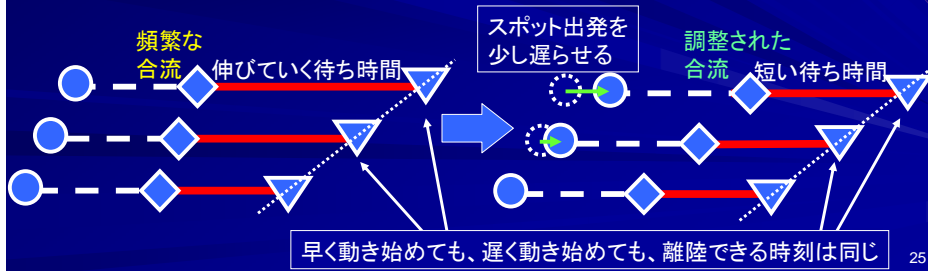 頻繁な
合流
伸びていく待ち時間
スポット出発を
少し遅らせる
調整された
合流
短い待ち時間
早く動き始めても、遅く動き始めても、離陸できる時刻は同じ
25